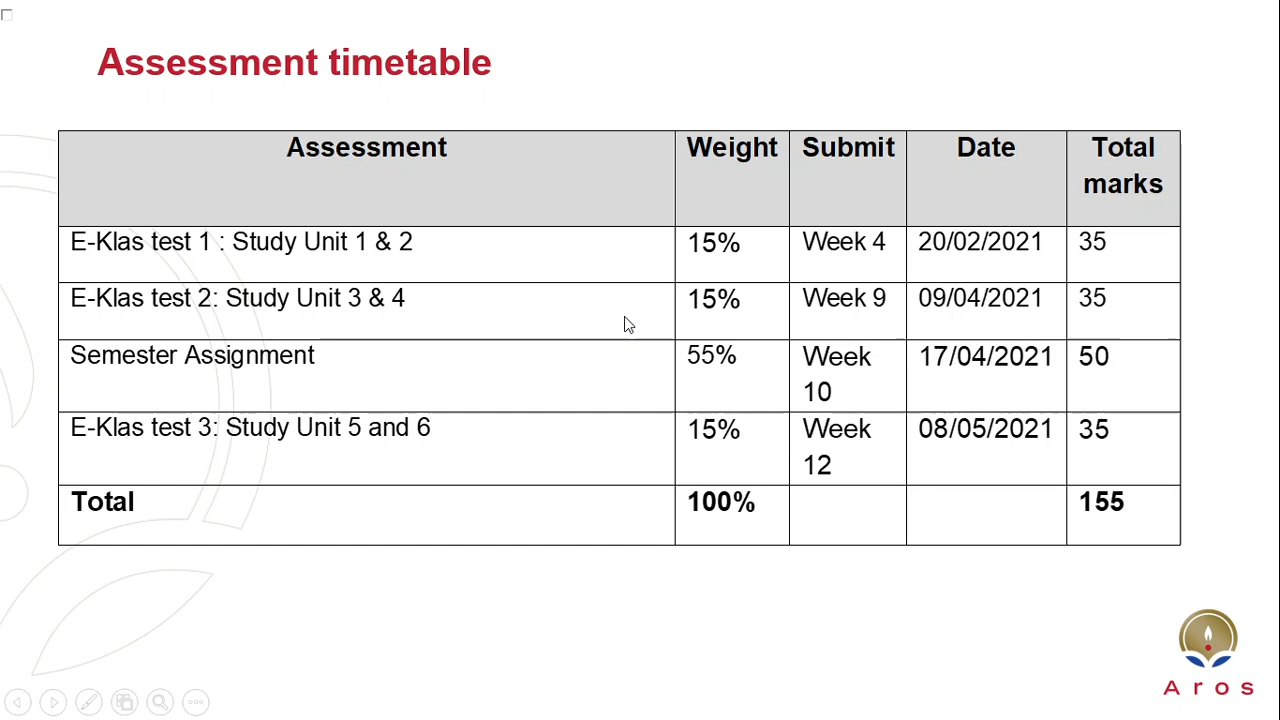 Assessment timetable
Assessment Weight Submit Date Total marks
E-Klas test 1 : Study Unit 1 & 2 15% Week 4 20/02/2021 35
E-Klas test 2: Study Unit 3 & 4 15% Week 9 09/04/2021 35
Semester Assignment 55% Week 10 17/04/2021 50
E-Klas test 3: Study Unit 5 and 6 15% Week 12 08/05/2021 35
Total 100% 155
Aros